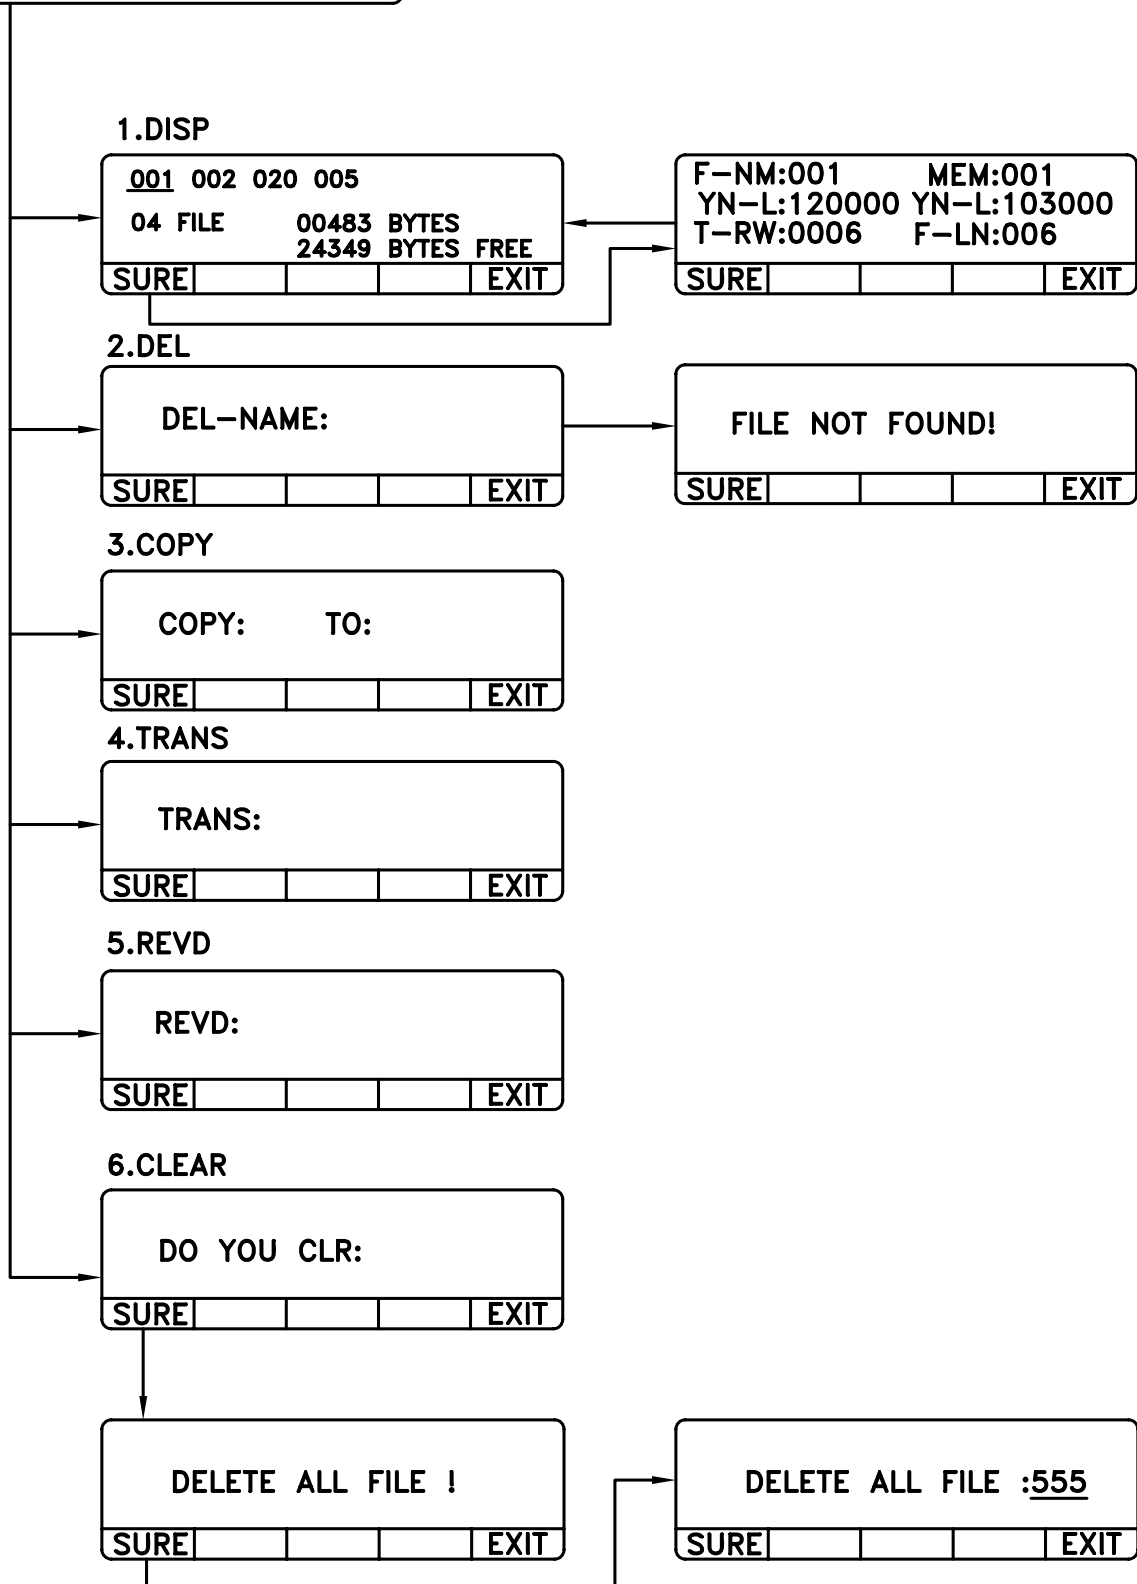 1.DISP
001 002 020 005
04 FILE 00483 BYTES
24349 BYTES FREE
SURE EXIT
F-NM:001 MEM:001
YN-L:120000 YN-L:103000
T-RW:0006 F-LN:006
SURE EXIT
2.DEL
DEL-NAME:
SURE EXIT
FILE NOT FOUND!
SURE EXIT
3.COPY
COPY: TO:
SURE EXIT
4.TRANS
TRANS:
SURE EXIT
5.REVD
REVD:
SURE EXIT
6.CLEAR
DO YOU CLR:
SURE EXIT
DELETE ALL FILE !
SURE EXIT
DELETE ALL FILE :555
SURE EXIT